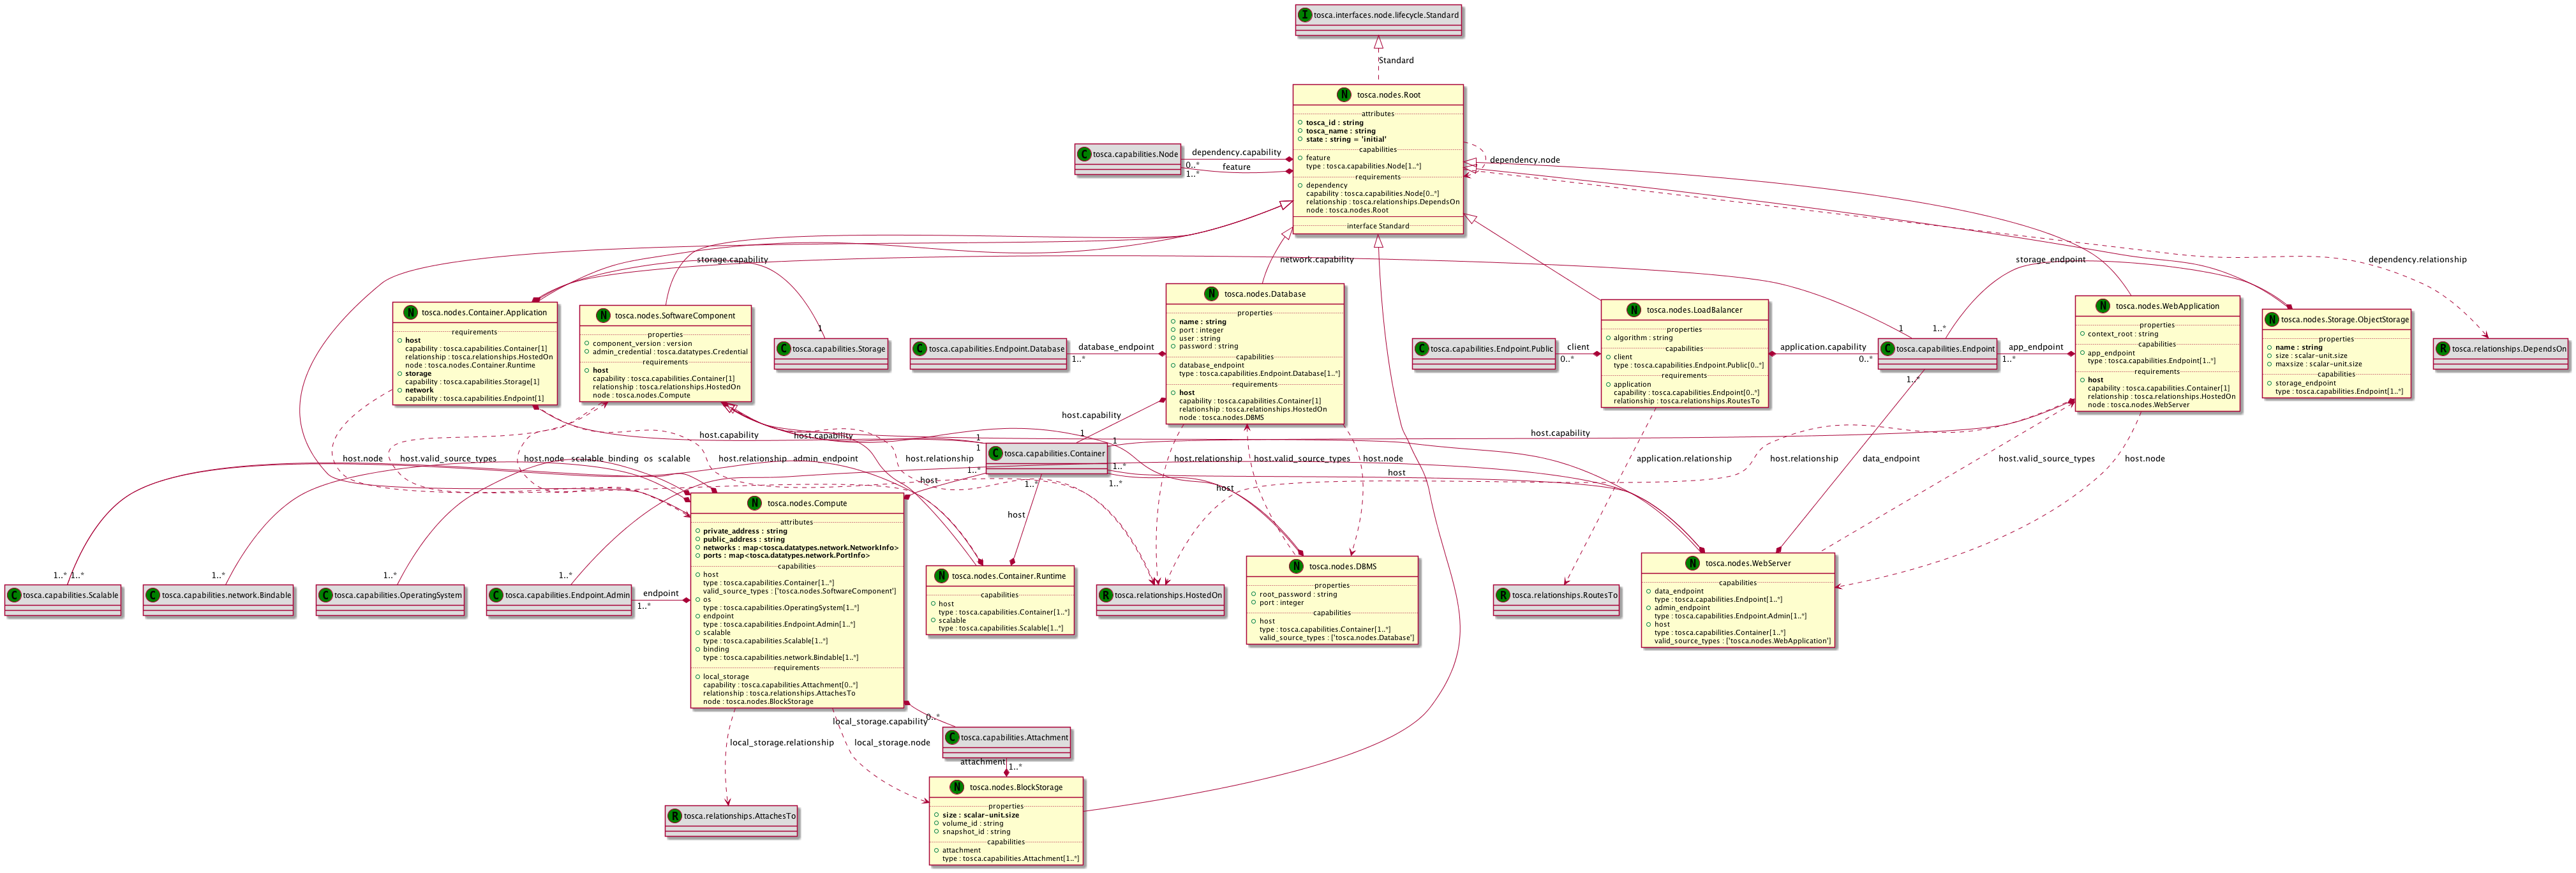 I tosca.interfaces.node.lifecycle.Standard
Standard
N tosca.nodes.Root
attributes
tosca_id : string
tosca_name : string
state : string = 'initial'
capabilities
feature
type : tosca.capabilities.Node[1..*]
requirements
dependency
capability : tosca.capabilities.Node[0..*]
relationship : tosca.relationships.DependsOn
node : tosca.nodes.Root
interface Standard
C tosca.capabilities.Node
dependency.capability
0..*
feature
1..*
dependency.node
storage.capability
network.capability
storage_endpoint
dependency.relationship
N tosca.nodes.Container.Application
requirements
host
capability : tosca.capabilities.Container[1]
relationship : tosca.relationships.HostedOn
node : tosca.nodes.Container.Runtime
storage
capability : tosca.capabilities.Storage[1]
network
capability : tosca.capabilities.Endpoint[1]
N tosca.nodes.SoftwareComponent
properties
component_version : version
admin_credential : tosca.datatypes.Credential
requirements
host
capability : tosca.capabilities.Container[1]
relationship : tosca.relationships.HostedOn
node : tosca.nodes.Compute
1
C tosca.capabilities.Storage
C tosca.capabilities.Endpoint.Database
database_endpoint
1..*
N tosca.nodes.Database
properties
name : string
port : integer
user : string
password : string
capabilities
database_endpoint
type : tosca.capabilities.Endpoint.Database[1..*]
requirements
host
capability : tosca.capabilities.Container[1]
relationship : tosca.relationships.HostedOn
node : tosca.nodes.DBMS
C tosca.capabilities.Endpoint.Public
client
0..*
N tosca.nodes.LoadBalancer
properties
algorithm : string
capabilities
client
type : tosca.capabilities.Endpoint.Public[0..*]
requirements
application
capability : tosca.capabilities.Endpoint[0..*]
relationship : tosca.relationships.RoutesTo
application.capability
0..*
1
1..*
C tosca.capabilities.Endpoint
app_endpoint
1..*
1..*
N tosca.nodes.WebApplication
properties
context_root : string
capabilities
app_endpoint
type : tosca.capabilities.Endpoint[1..*]
requirements
host
capability : tosca.capabilities.Container[1]
relationship : tosca.relationships.HostedOn
node : tosca.nodes.WebServer
N tosca.nodes.Storage.ObjectStorage
properties
name : string
size : scalar-unit.size
maxsize : scalar-unit.size
capabilities
storage_endpoint
type : tosca.capabilities.Endpoint[1..*]
R tosca.relationships.DependsOn
host.capability
host.capability
host.capability
host.capability
1
1
1
1
C tosca.capabilities.Container
1..*
1..*
1..*
1..*
host.node
host.valid_source_types
host.node
scalable
binding
os
scalable
host.relationship
admin_endpoint
host.relationship
host
host
host
host
host.relationship
host.valid_source_types
host.node
application.relationship
host.relationship
data_endpoint
host.valid_source_types
host.node
N tosca.nodes.Compute
attributes
private_address : string
public_address : string
networks : map<tosca.datatypes.network.NetworkInfo>
ports : map<tosca.datatypes.network.PortInfo>
capabilities
host
type : tosca.capabilities.Container[1..*]
valid_source_types : ['tosca.nodes.SoftwareComponent']
os
type : tosca.capabilities.OperatingSystem[1..*]
endpoint
type : tosca.capabilities.Endpoint.Admin[1..*]
scalable
type : tosca.capabilities.Scalable[1..*]
binding
type : tosca.capabilities.network.Bindable[1..*]
requirements
local_storage
capability : tosca.capabilities.Attachment[0..*]
relationship : tosca.relationships.AttachesTo
node : tosca.nodes.BlockStorage
1..*
1..*
C tosca.capabilities.Scalable
1..*
C tosca.capabilities.network.Bindable
1..*
C tosca.capabilities.OperatingSystem
1..*
C tosca.capabilities.Endpoint.Admin
endpoint
1..*
N tosca.nodes.Container.Runtime
capabilities
host
type : tosca.capabilities.Container[1..*]
scalable
type : tosca.capabilities.Scalable[1..*]
R tosca.relationships.HostedOn
N tosca.nodes.DBMS
properties
root_password : string
port : integer
capabilities
host
type : tosca.capabilities.Container[1..*]
valid_source_types : ['tosca.nodes.Database']
R tosca.relationships.RoutesTo
N tosca.nodes.WebServer
capabilities
data_endpoint
type : tosca.capabilities.Endpoint[1..*]
admin_endpoint
type : tosca.capabilities.Endpoint.Admin[1..*]
host
type : tosca.capabilities.Container[1..*]
valid_source_types : ['tosca.nodes.WebApplication']
local_storage.capability
0..*
local_storage.relationship
local_storage.node
C tosca.capabilities.Attachment
attachment
1..*
R tosca.relationships.AttachesTo
N tosca.nodes.BlockStorage
properties
size : scalar-unit.size
volume_id : string
snapshot_id : string
capabilities
attachment
type : tosca.capabilities.Attachment[1..*]